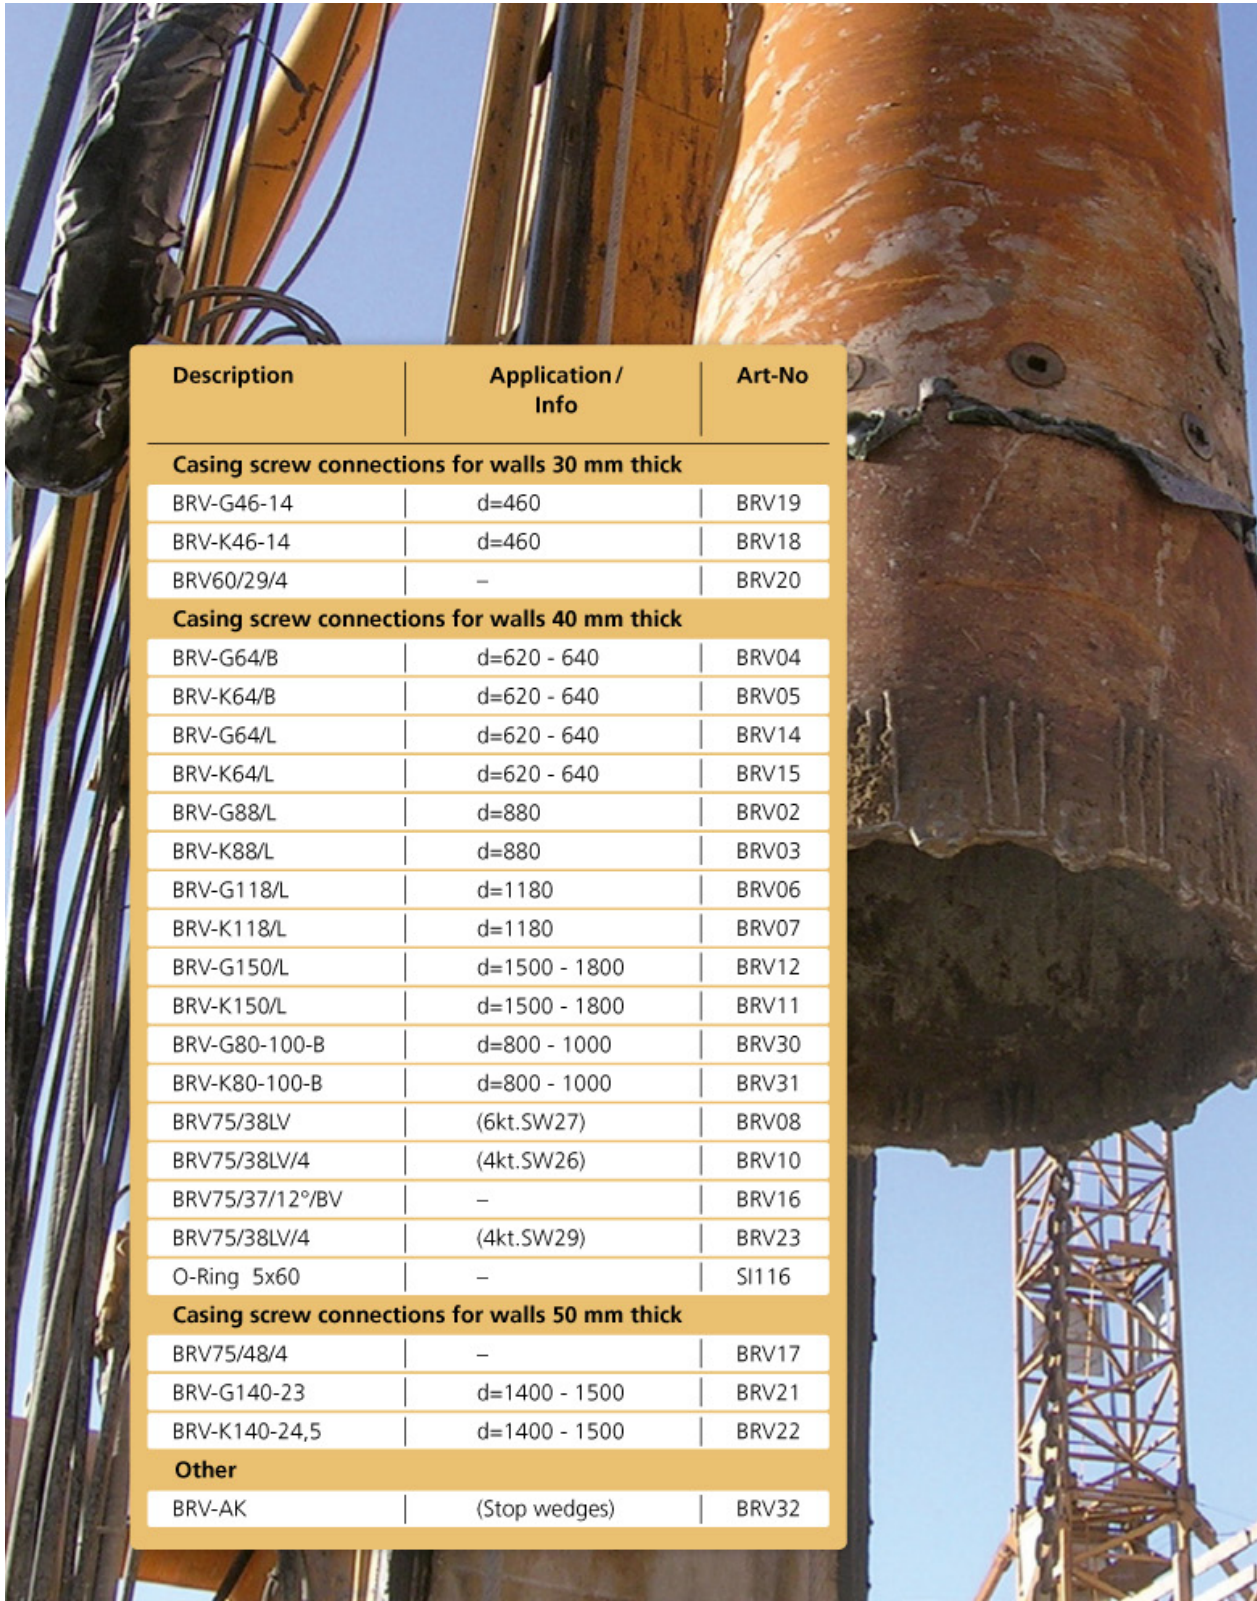 Description Application / Art-No
Info
Casing screw connections for walls 30 mm thick
BRV-G46-14 d=460 BRV19
BRV-K46-14 d=460 BRV18
BRV60/29/4 – BRV20
Casing screw connections for walls 40 mm thick
BRV-G64/B d=620 - 640 BRV04
BRV-K64/B d=620 - 640 BRV05
BRV-G64/L d=620 - 640 BRV14
BRV-K64/L d=620 - 640 BRV15
BRV-G88/L d=880 BRV02
BRV-K88/L d=880 BRV03
BRV-G118/L d=1180 BRV06
BRV-K118/L d=1180 BRV07
BRV-G150/L d=1500 - 1800 BRV12
BRV-K150/L d=1500 - 1800 BRV11
BRV-G80-100-B d=800 - 1000 BRV30
BRV-K80-100-B d=800 - 1000 BRV31
BRV75/38LV (6kt.SW27) BRV08
BRV75/38LV/4 (4kt.SW26) BRV10
BRV75/37/12°/BV – BRV16
BRV75/38LV/4 (4kt.SW29) BRV23
O-Ring 5x60 – SI116
Casing screw connections for walls 50 mm thick
BRV75/48/4 – BRV17
BRV-G140-23 d=1400 - 1500 BRV21
BRV-K140-24,5 d=1400 - 1500 BRV22
Other
BRV-AK (Stop wedges) BRV32